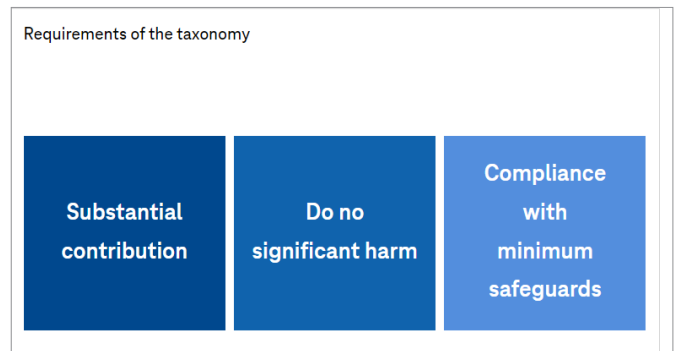 Requirements of the taxonomy
Substantial
contribution
Do no
significant harm
Compliance
with
minimum
safeguards